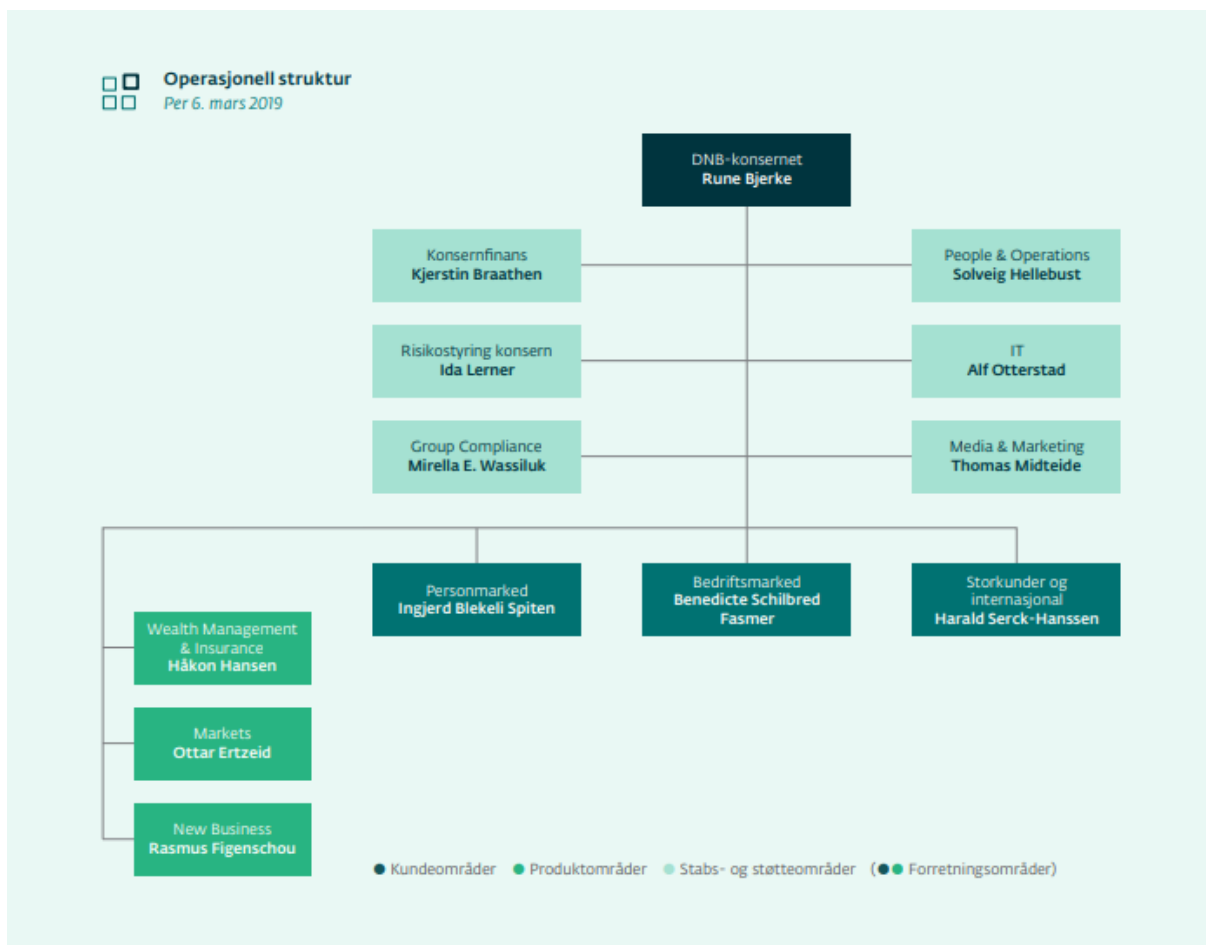 Operasjonell struktur
Per 6. mars 2019
DNB-konsernet
Rune Bjerke
Konsernfinans
Kjerstin Braathen
People & Operations
Solveig Hellebust
Risikostyring konsern
Ida Lerner
IT
Alf Otterstad
Group Compliance
Mirella E. Wassiluk
Media & Marketing
Thomas Midteide
Personmarked
Ingjerd Blekeli Spiten
Bedriftsmarked
Benedicte Schilbred
Fasmer
Storkunder og
internasjonal
Harald Serck-Hanssen
Wealth Management
& Insurance
Håkon Hansen
Markets
Ottar Ertzeid
New Business
Rasmus Figenschou
Kundeområder Produktområder Stabs- og støtteområder ( Forretningsområder)